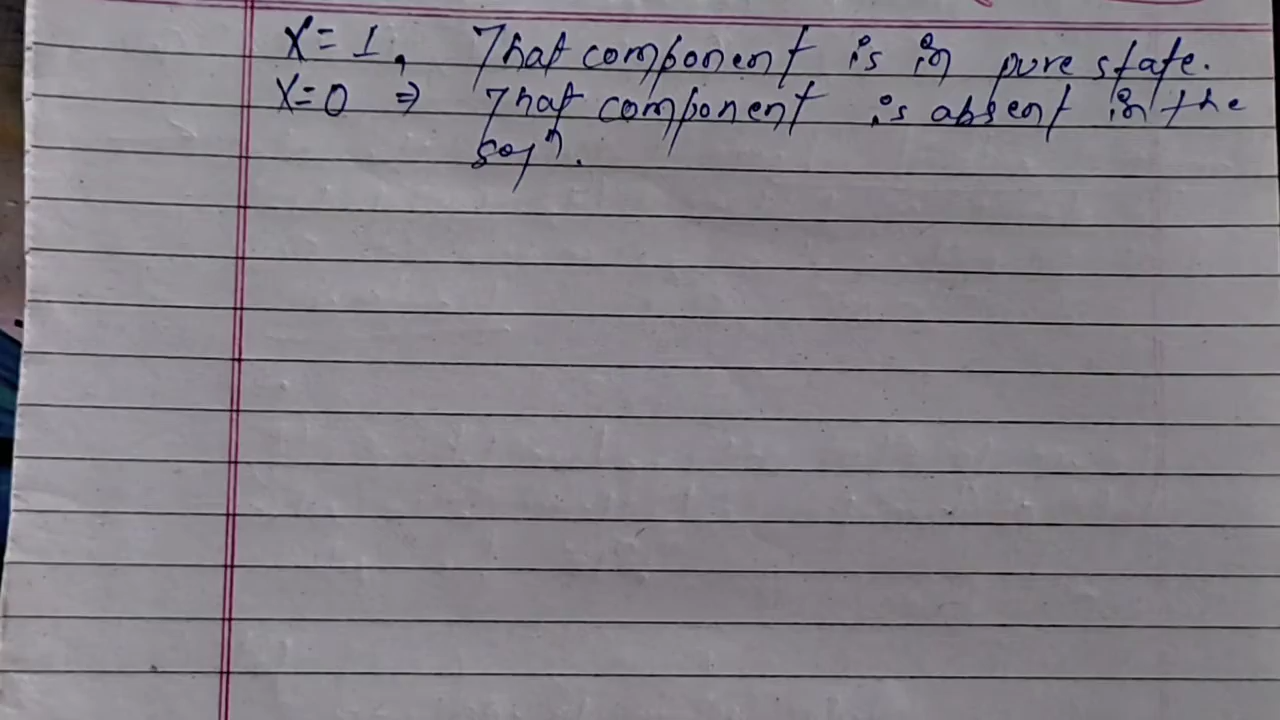 X = 1, That component is in pure state.
X=0 ⇒ That component is absent in the
soln.